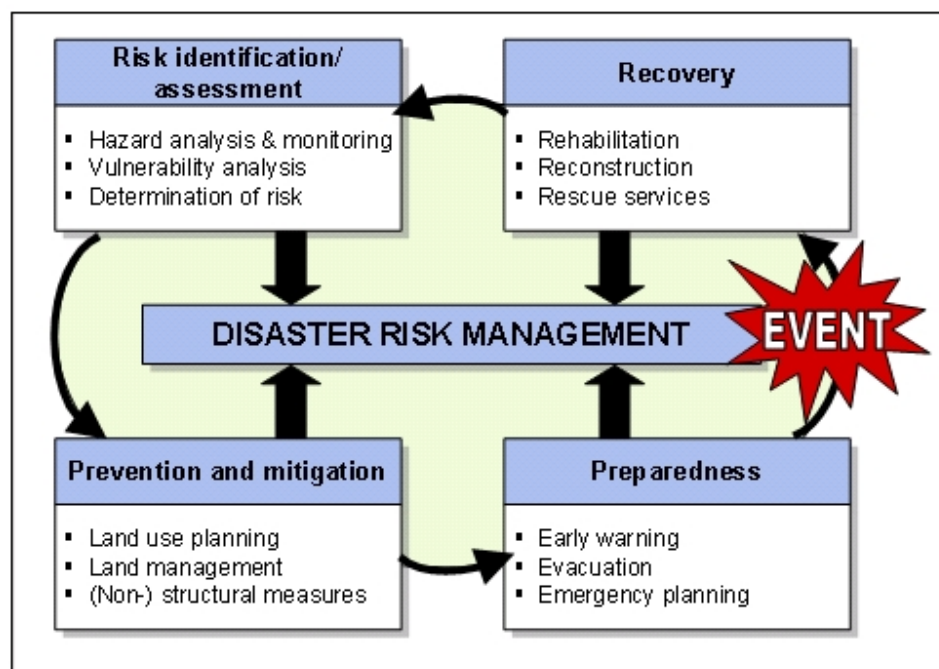 Risk identification/
assessment
▪ Hazard analysis & monitoring
▪ Vulnerability analysis
▪ Determination of risk
Recovery
▪ Rehabilitation
▪ Reconstruction
▪ Rescue services
DISASTER RISK MANAGEMENT
EVENT
Prevention and mitigation
▪ Land use planning
▪ Land management
▪ (Non-) structural measures
Preparedness
▪ Early warning
▪ Evacuation
▪ Emergency planning